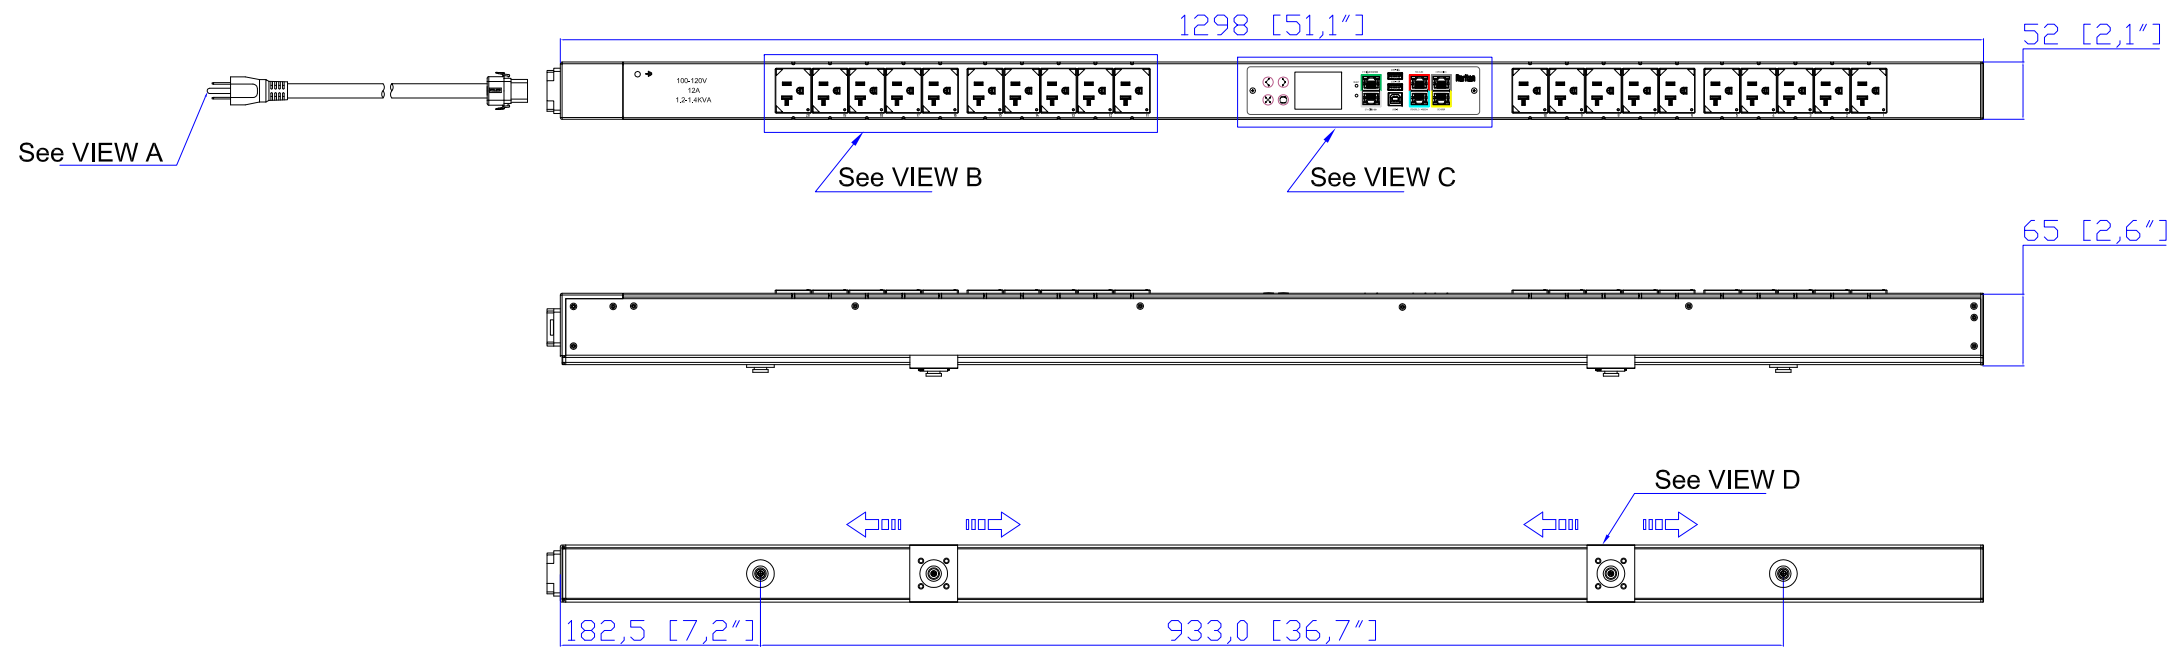 1298 [51,1"]
52 [2,1"]
100-120V
12A
1,2-1,4KVA
Raritan
See VIEW A
See VIEW B
See VIEW C
65 [2,6"]
See VIEW D
182,5 [7,2"]
933,0 [36,7"]